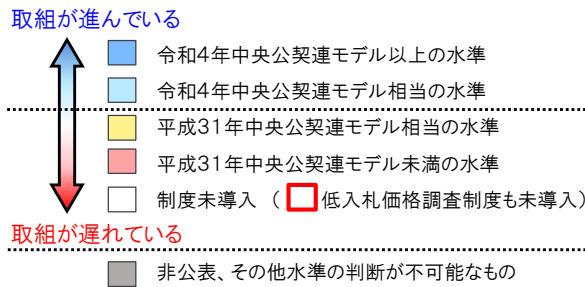 取組が進んでいる
令和4年中央公契連モデル以上の水準
令和4年中央公契連モデル相当の水準
平成31年中央公契連モデル相当の水準
平成31年中央公契連モデル未満の水準
制度未導入 ( 低入札価格調査制度も未導入)
取組が遅れている
非公表、その他水準の判断が不可能なもの